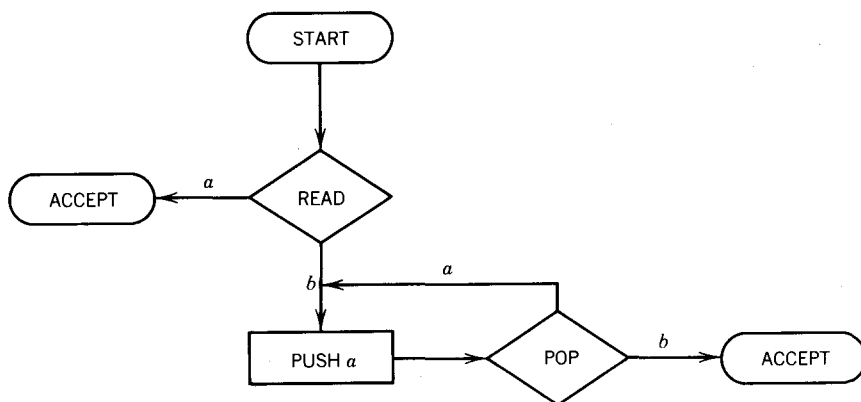 START
a
ACCEPT
READ
a
b
PUSH a
POP
b
ACCEPT